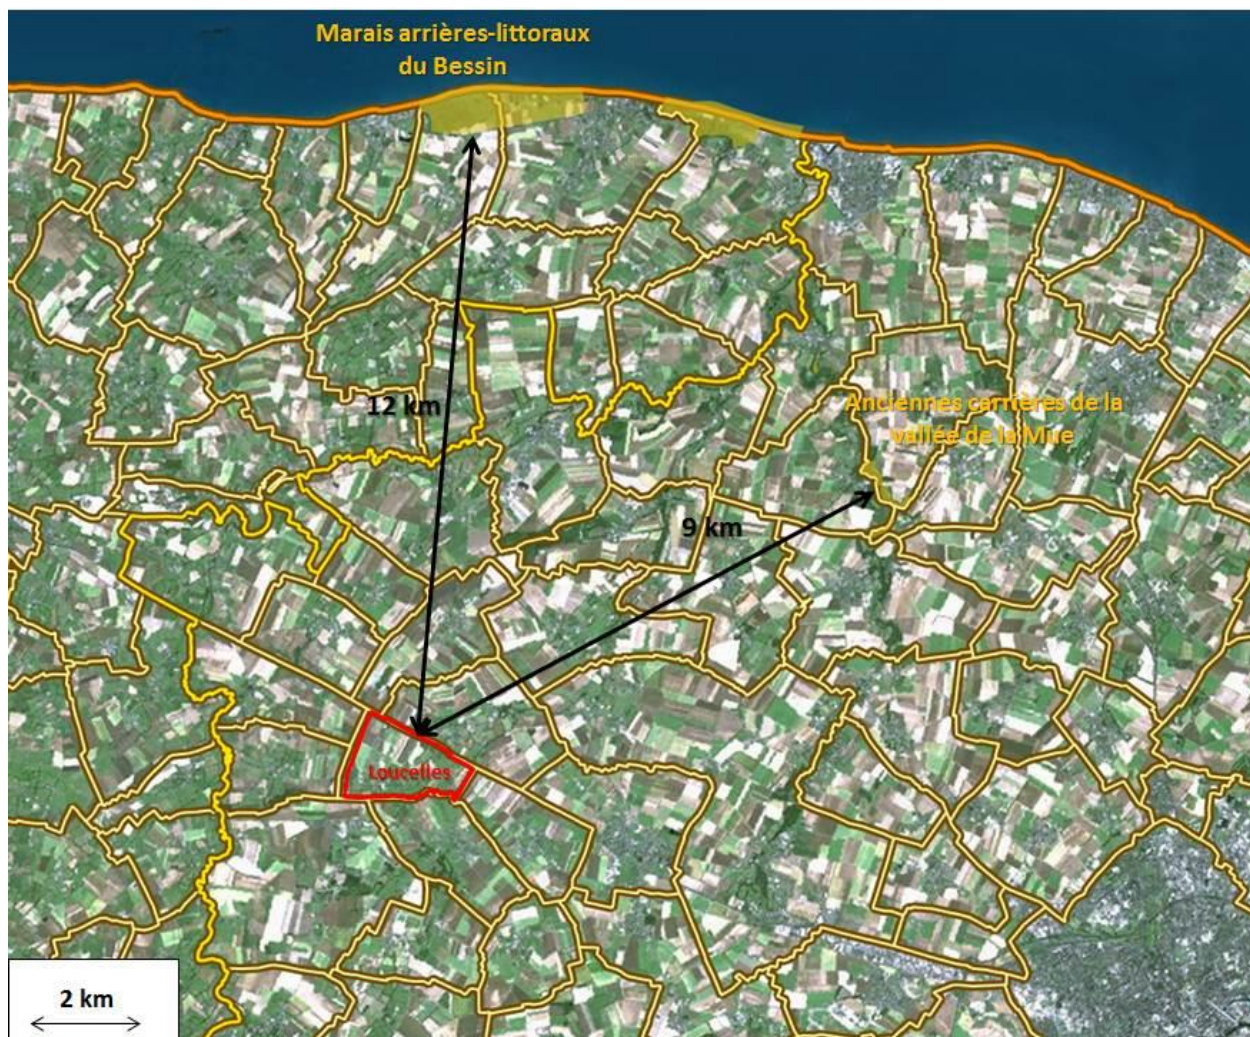 Marais arrières-littoraux
du Bessin
12 km
Anciennes carrières de la
vallée de la Mue
9 km
Loucelles
2 km